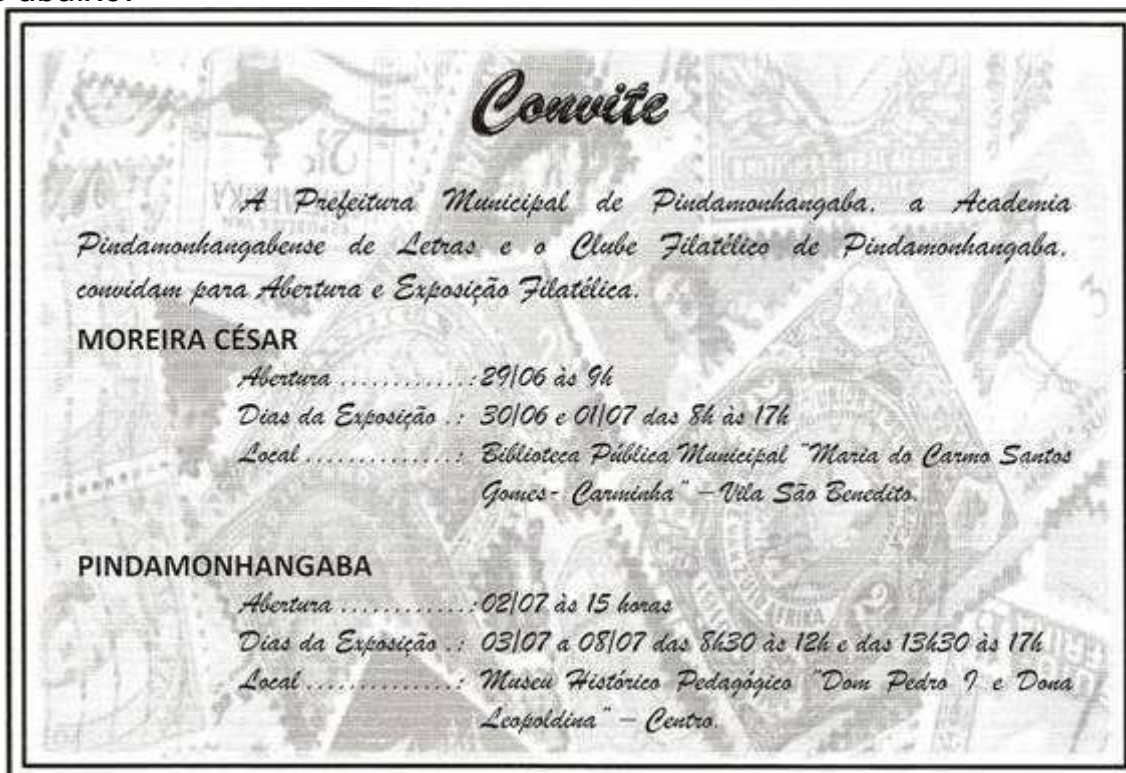 Convite
A Prefeitura Municipal de Pindamonhangaba, a Academia
Pindamonhangabense de Letras e o Clube Filatélico de Pindamonhangaba,
convidam para Abertura e Exposição Filatélica.
MOREIRA CÉSAR
Abertura .............: 29/06 às 9h
Dias da Exposição .: 30/06 e 01/07 das 8h às 17h
Local ...............: Biblioteca Pública Municipal "Maria do Carmo Santos
Gomes- Carminha" – Vila São Benedito.
PINDAMONHANGABA
Abertura .............: 02/07 às 15 horas
Dias da Exposição .: 03/07 a 08/07 das 8h30 às 12h e das 13h30 às 17h
Local ...............: Museu Histórico Pedagógico "Dom Pedro I e Dona
Leopoldina" – Centro.